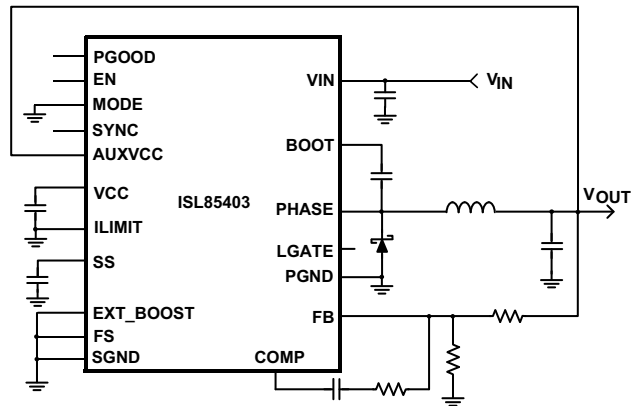 PGOOD
EN
MODE
SYNC
AUXVCC
VCC
ILIMIT
SS
EXT_BOOST
FS
SGND
ISL85403
VIN
BOOT
PHASE
LGATE
PGND
FB
COMP
VIN
VOUT